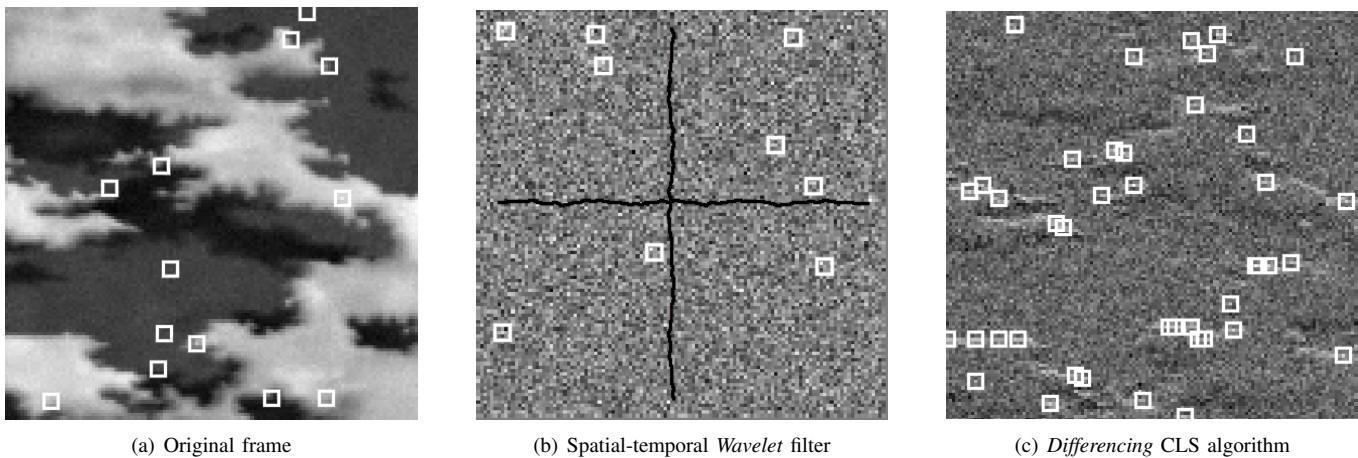 (a) Original frame
(b) Spatial-temporal Wavelet filter
(c) Differencing CLS algorithm